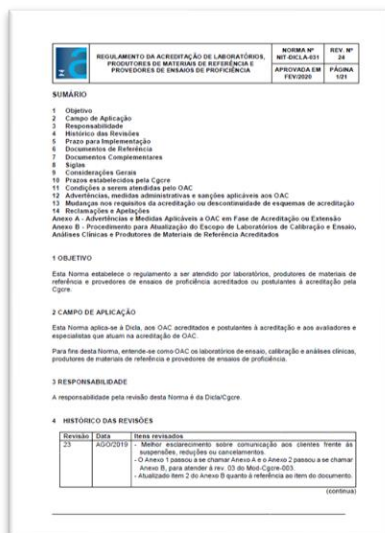 REGULAMENTO DA ACREDITAÇÃO DE LABORATÓRIOS,
PRODUTORES DE MATERIAIS DE REFERÊNCIA E
PROVEDORES DE ENSAIOS DE PROFICIÊNCIA
NORMA Nº
NIT-DICLA-031
REV. Nº
24
APROVADA EM
FEV/2020
PÁGINA
1/21
SUMÁRIO
1 Objetivo
2 Campo de Aplicação
3 Responsabilidade
4 Histórico das Revisões
5 Prazo para Implementação
6 Documentos de Referência
7 Documentos Complementares
8 Siglas
9 Considerações Gerais
10 Prazos estabelecidos pela Cgcre
11 Condições a serem atendidas pelo OAC
12 Advertências, medidas administrativas e sanções aplicáveis aos OAC
13 Mudanças nos requisitos da acreditação ou descontinuidade de esquemas de acreditação
14 Reclamações e Apelações
Anexo A - Advertências e Medidas Aplicáveis a OAC em Fase de Acreditação ou Extensão
Anexo B - Procedimento para Atualização do Escopo de Laboratórios de Calibração e Ensaio,
Análises Clínicas e Produtores de Materiais de Referência Acreditados
1 OBJETIVO
Esta Norma estabelece o regulamento a ser atendido por laboratórios, produtores de materiais de
referência e provedores de ensaios de proficiência acreditados ou postulantes à acreditação pela
Cgcre.
2 CAMPO DE APLICAÇÃO
Esta Norma aplica-se à Dicla, aos OAC acreditados e postulantes à acreditação e aos avaliadores e
especialistas que atuam na acreditação de OAC.
Para fins desta Norma, entende-se como OAC os laboratórios de ensaio, calibração e análises clínicas,
produtores de materiais de referência e provedores de ensaios de proficiência.
3 RESPONSABILIDADE
A responsabilidade pela revisão desta Norma é da Dicla/Cgcre.
4 HISTÓRICO DAS REVISÕES
Revisão Data Itens revisados
23 AGO/2019 - Melhor esclarecimento sobre comunicação aos clientes frente às
suspensões, reduções ou cancelamentos.
- O Anexo 1 passou a se chamar Anexo A e o Anexo 2 passou a se chamar
Anexo B, para atender à rev. 03 do Mod-Cgcre-003.
- Atualizado item 2 do Anexo B quanto à referência ao item do documento.
(continua)